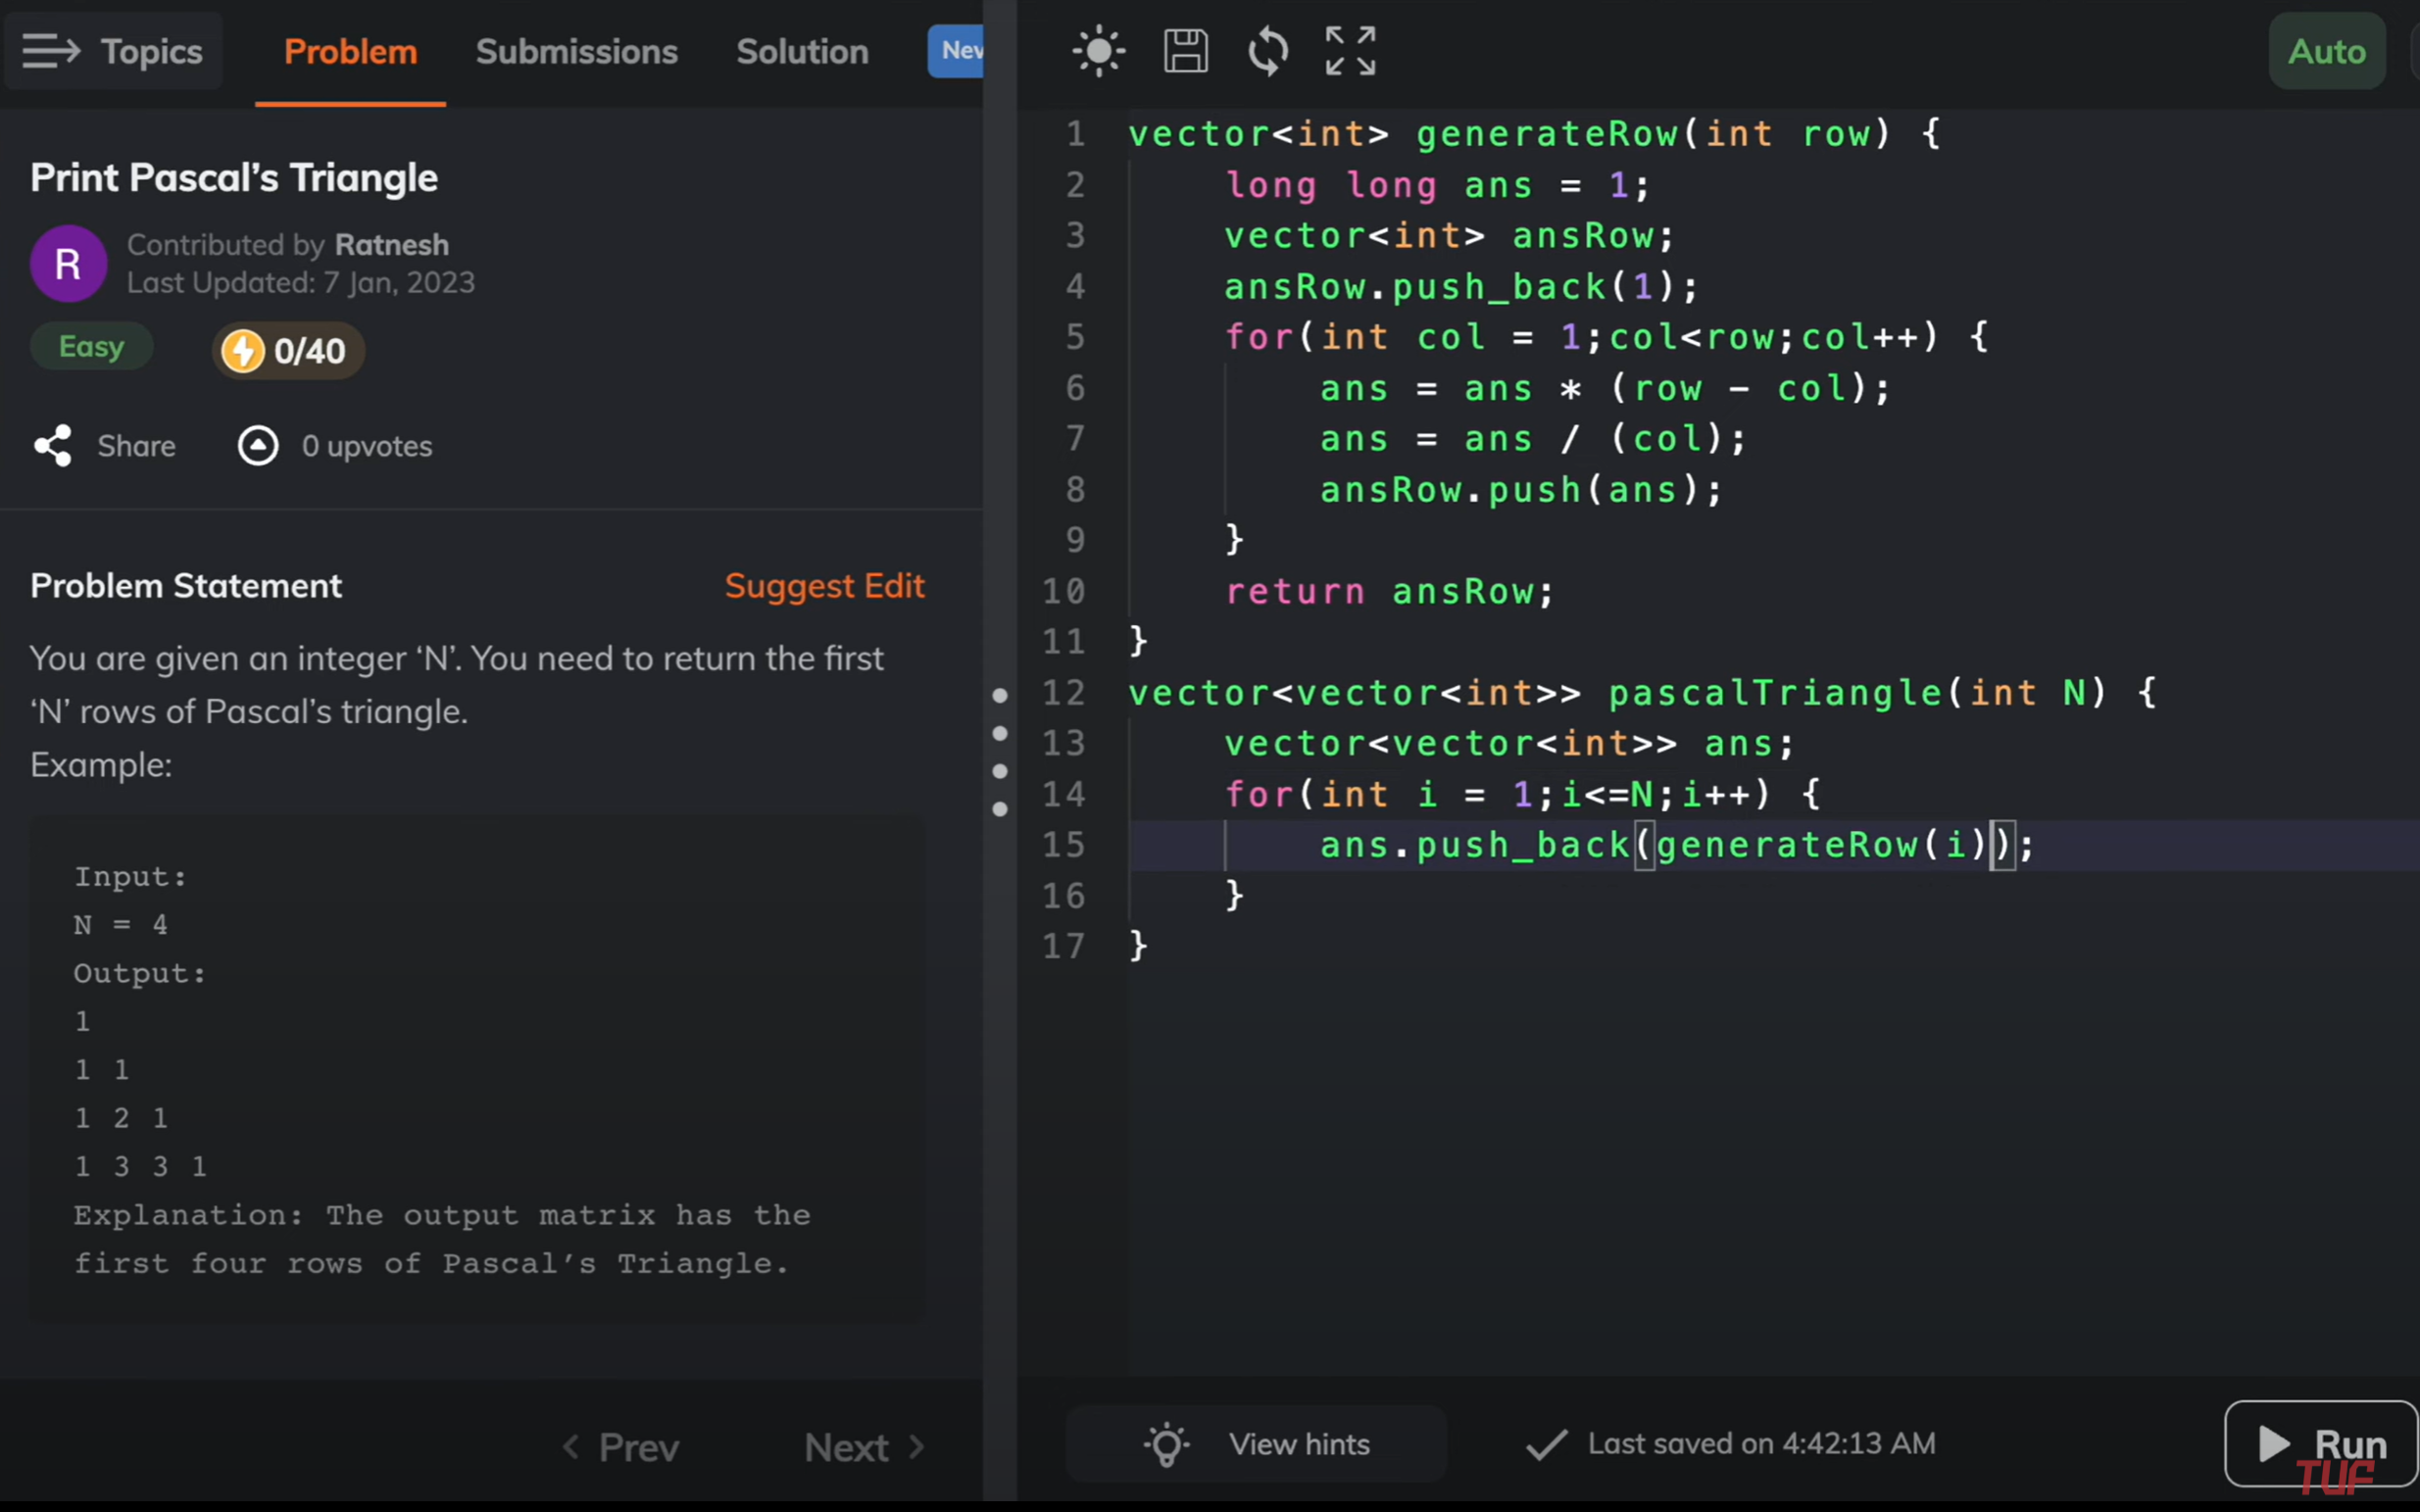 Topics Problem Submissions Solution
Print Pascal’s Triangle
R
Contributed by Ratnesh
Last Updated: 7 Jan, 2023
Easy 0/40
Share 0 upvotes
Problem Statement Suggest Edit
You are given an integer ‘N’. You need to return the first
‘N’ rows of Pascal’s triangle.
Example:
Input:
N = 4
Output:
1
1 1
1 2 1
1 3 3 1
Explanation: The output matrix has the
first four rows of Pascal’s Triangle.
Prev Next
Auto
1 vector<int> generateRow(int row) {
2 long long ans = 1;
3 vector<int> ansRow;
4 ansRow.push_back(1);
5 for(int col = 1;col<row;col++) {
6 ans = ans * (row - col);
7 ans = ans / (col);
8 ansRow.push(ans);
9 }
10 return ansRow;
11 }
12 vector<vector<int>> pascalTriangle(int N) {
13 vector<vector<int>> ans;
14 for(int i = 1;i<=N;i++) {
15 ans.push_back(generateRow(i));
16 }
17 }
View hints Last saved on 4:42:13 AM Run
TUF